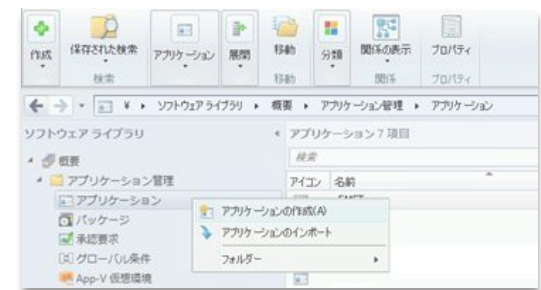 作成 保存された検索 アプリケーション 展開 移動 分類 関係の表示 プロパティ
検索 移動 関係 プロパティ
¥ ▸ ソフトウェア ライブラリ ▸ 概要 ▸ アプリケーション管理 ▸ アプリケーション
ソフトウェア ライブラリ
アプリケーション 7 項目
概要
検索
アプリケーション管理
アイコン 名前
アプリケーション
アプリケーションの作成(A)
パッケージ
アプリケーションのインポート
承認要求
グローバル条件
フォルダー
App-V 仮想環境